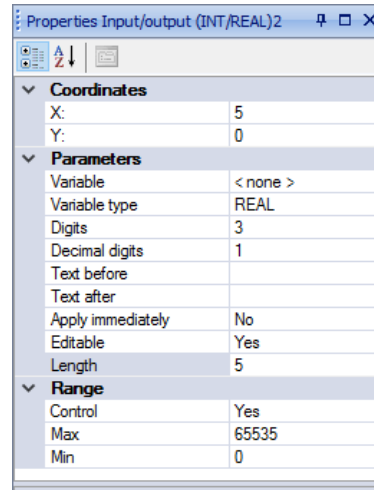 Properties Input/output (INT/REAL)2
Coordinates
X: 5
Y: 0
Parameters
Variable < none >
Variable type REAL
Digits 3
Decimal digits 1
Text before
Text after
Apply immediately No
Editable Yes
Length 5
Range
Control Yes
Max 65535
Min 0